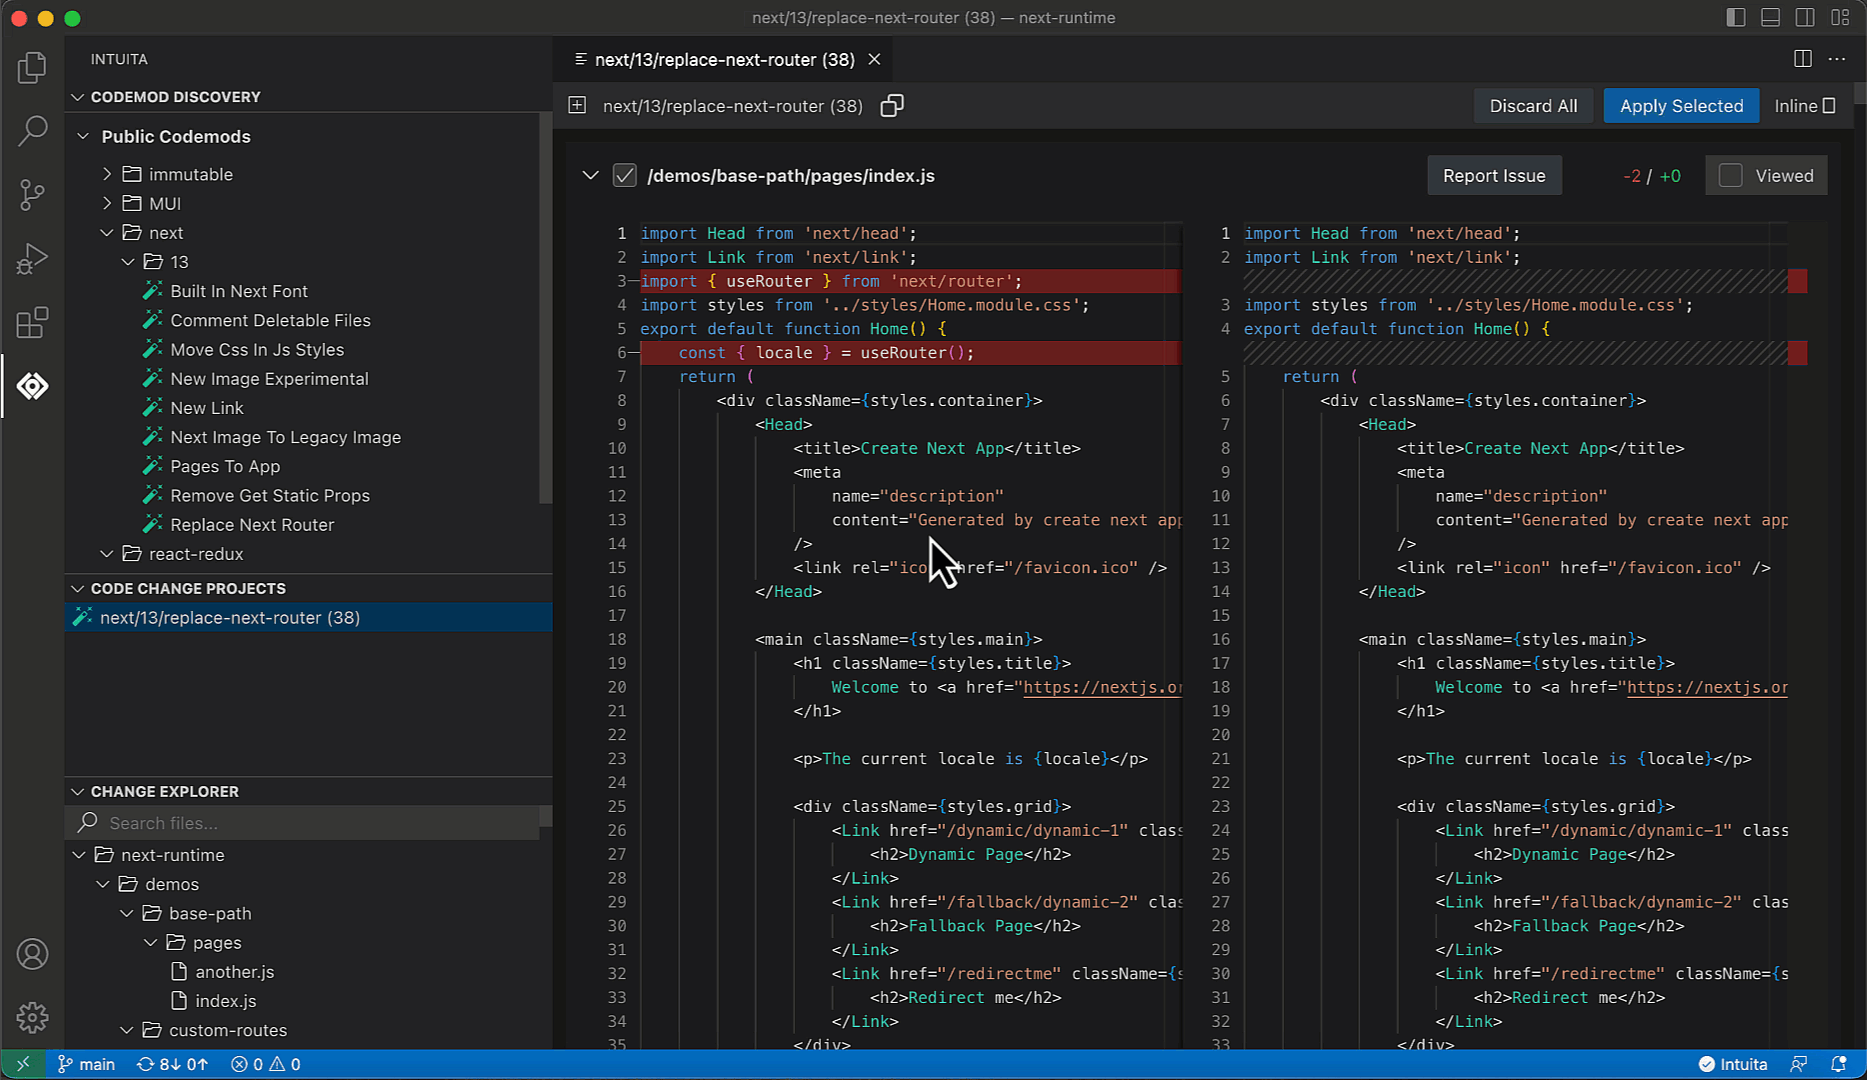 next/13/replace-next-router (38) — next-runtime
INTUITA
CODEMOD DISCOVERY
Public Codemods
immutable
MUI
next
13
Built In Next Font
Comment Deletable Files
Move Css In Js Styles
New Image Experimental
New Link
Next Image To Legacy Image
Pages To App
Remove Get Static Props
Replace Next Router
react-redux
CODE CHANGE PROJECTS
next/13/replace-next-router (38)
CHANGE EXPLORER
Search files...
next-runtime
demos
base-path
pages
another.js
index.js
custom-routes
next/13/replace-next-router (38)
next/13/replace-next-router (38)
Discard All
Apply Selected
Inline
/demos/base-path/pages/index.js
Report Issue
-2 / +0
Viewed
1 import Head from 'next/head';
2 import Link from 'next/link';
3 import { useRouter } from 'next/router';
4 import styles from '../styles/Home.module.css';
5 export default function Home() {
6 const { locale } = useRouter();
7 return (
8 <div className={styles.container}>
9 <Head>
10 <title>Create Next App</title>
11 <meta
12 name="description"
13 content="Generated by create next app
14 />
15 <link rel="ico href="/favicon.ico" />
16 </Head>
17
18 <main className={styles.main}>
19 <h1 className={styles.title}>
20 Welcome to <a href="https://nextjs.or
21 </h1>
22
23 <p>The current locale is {locale}</p>
24
25 <div className={styles.grid}>
26 <Link href="/dynamic/dynamic-1" class
27 <h2>Dynamic Page</h2>
28 </Link>
29 <Link href="/fallback/dynamic-2" clas
30 <h2>Fallback Page</h2>
31 </Link>
32 <Link href="/redirectme" className={s
33 <h2>Redirect me</h2>
34 </Link>
35 </div>
1 import Head from 'next/head';
2 import Link from 'next/link';
3 import styles from '../styles/Home.module.css';
4 export default function Home() {
5 return (
6 <div className={styles.container}>
7 <Head>
8 <title>Create Next App</title>
9 <meta
10 name="description"
11 content="Generated by create next app
12 />
13 <link rel="icon" href="/favicon.ico" />
14 </Head>
15
16 <main className={styles.main}>
17 <h1 className={styles.title}>
18 Welcome to <a href="https://nextjs.or
19 </h1>
20
21 <p>The current locale is {locale}</p>
22
23 <div className={styles.grid}>
24 <Link href="/dynamic/dynamic-1" class
25 <h2>Dynamic Page</h2>
26 </Link>
27 <Link href="/fallback/dynamic-2" clas
28 <h2>Fallback Page</h2>
29 </Link>
30 <Link href="/redirectme" className={s
31 <h2>Redirect me</h2>
32 </Link>
33 </div>
main
8↓ 0↑
0
0
Intuita